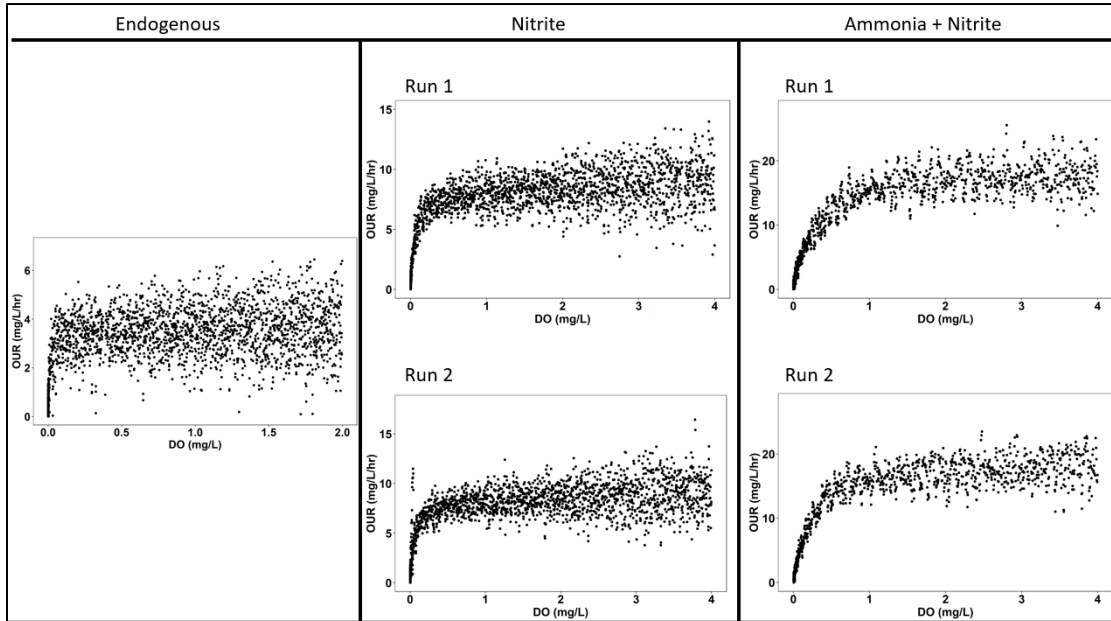 Endogenous
Nitrite
Ammonia + Nitrite
OUR (mg/L/hr)
6
4
2
0
0.0 0.5 1.0 1.5 2.0
DO (mg/L)
Run 1
OUR (mg/L/hr)
15
10
5
0
0 1 2 3 4
DO (mg/L)
Run 2
OUR (mg/L/hr)
15
10
5
0
0 1 2 3 4
DO (mg/L)
Run 1
OUR (mg/L/hr)
20
10
0
0 1 2 3 4
DO (mg/L)
Run 2
OUR (mg/L/hr)
20
10
0
0 1 2 3 4
DO (mg/L)